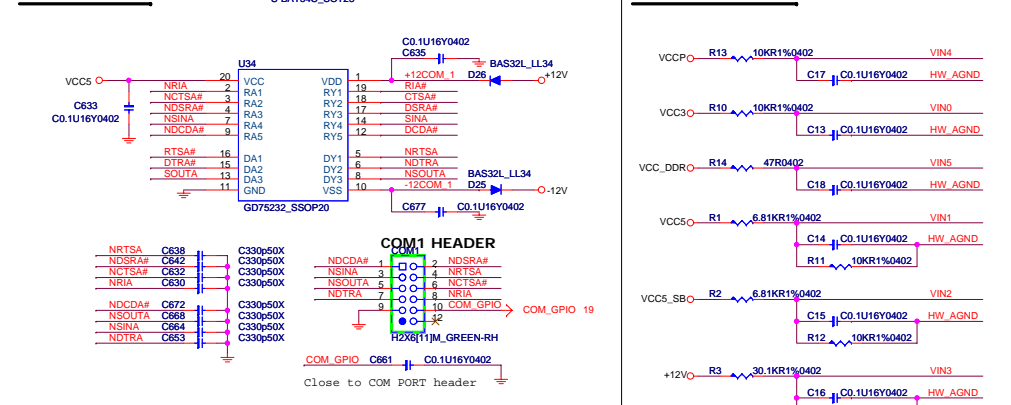 C0.1U16Y0402
C635
U34
BAS32L_LL34
VCC5
20 VCC VDD 1 +12COM_1 D26 +12V
NRIA 2 RA1 RY1 19 RIA#
NCTSA# 3 RA2 RY2 18 CTSA#
NDSRA# 4 RA3 RY3 17 DSRA#
NSINA 7 RA4 RY4 14 SINA
NDCDA# 9 RA5 RY5 12 DCDA#
C633
C0.1U16Y0402
RTSA# 16 DA1 DY1 5 NRTSA
DTRA# 15 DA2 DY2 6 NDTRA
SOUTA 13 DA3 DY3 8 NSOUTA
BAS32L_LL34
11 GND VSS 10 -12COM_1 D25 -12V
GD75232_SSOP20
C677 C0.1U16Y0402
NRTSA C638 C330p50X
NDSRA# C642 C330p50X
NCTSA# C632 C330p50X
NRIA C630 C330p50X
NDCDA# C672 C330p50X
NSOUTA C668 C330p50X
NSINA C664 C330p50X
NDTRA C653 C330p50X
COM1 HEADER
COM1
NDCDA# 1 2 NDSRA#
NSINA 3 4 NRTSA
NSOUTA 5 6 NCTSA#
NDTRA 7 8 NRIA
9 10 COM_GPIO COM_GPIO 19
12
H2X6[11]M_GREEN-RH
COM_GPIO C661 C0.1U16Y0402
Close to COM PORT header
VCCP R13 10KR1%0402 VIN4
C17 C0.1U16Y0402 HW_AGND
VCC3 R10 10KR1%0402 VIN0
C13 C0.1U16Y0402 HW_AGND
VCC_DDR R14 47R0402 VIN5
C18 C0.1U16Y0402 HW_AGND
VCC5 R1 6.81KR1%0402 VIN1
C14 C0.1U16Y0402 HW_AGND
R11 10KR1%0402
VCC5_SB R2 6.81KR1%0402 VIN2
C15 C0.1U16Y0402 HW_AGND
R12 10KR1%0402
+12V R3 30.1KR1%0402 VIN3
C16 C0.1U16Y0402 HW_AGND